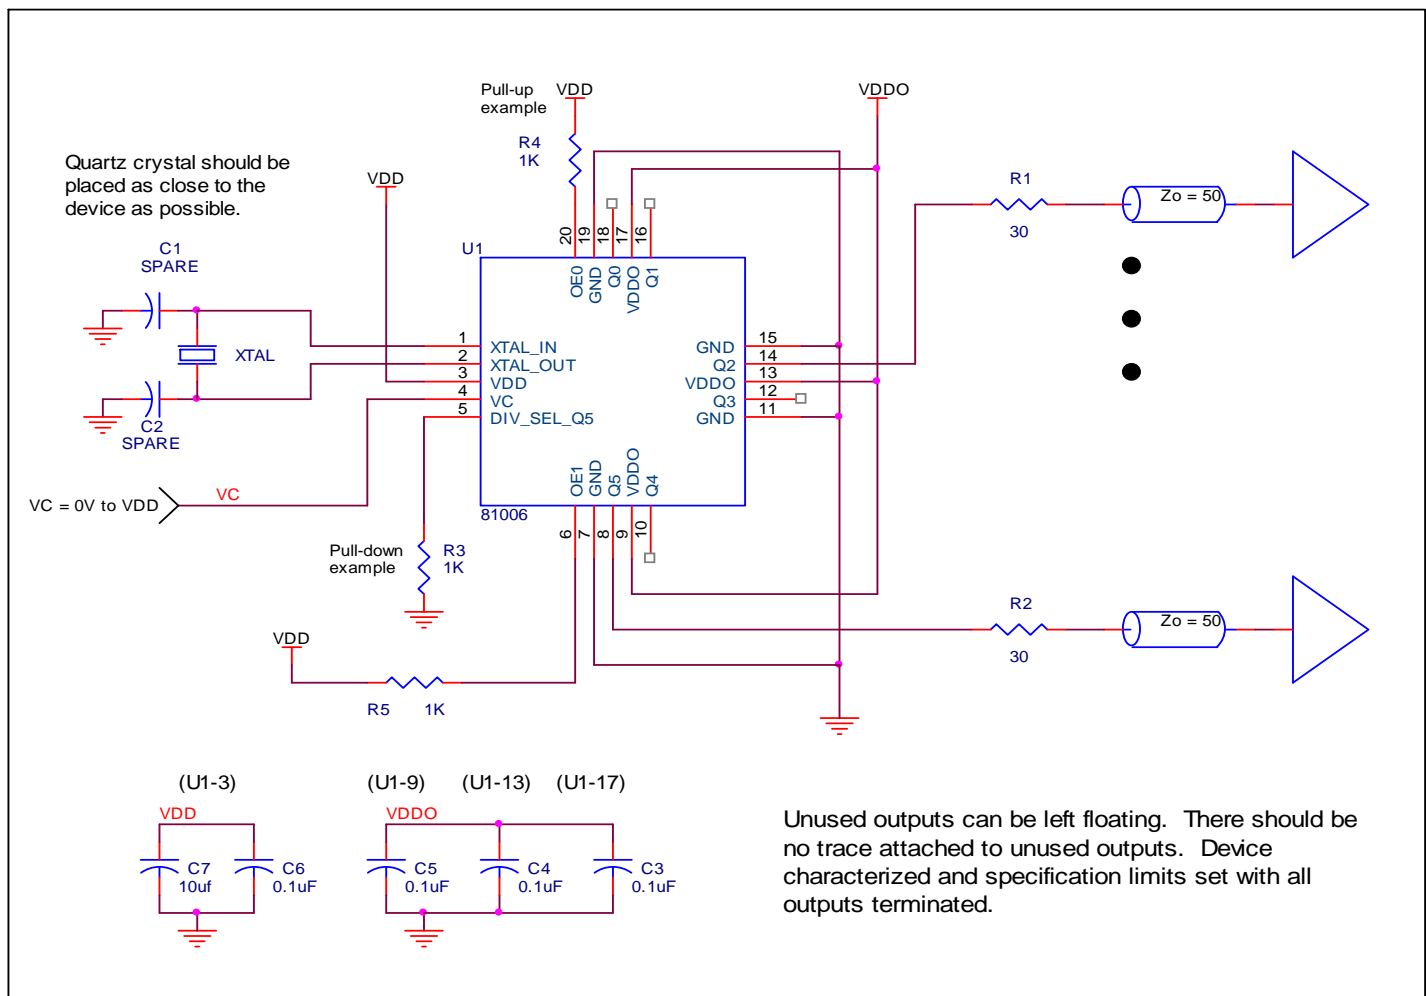 Pull-up
example
VDD
VDDO
R4
1K
Quartz crystal should be
placed as close to the
device as possible.
VDD
R1
30
Zo = 50
C1
SPARE
U1
20
19
18
17
16
OE0
GND
Q0
VDDO
Q1
XTAL
1
2
3
4
5
XTAL_IN
XTAL_OUT
VDD
VC
DIV_SEL_Q5
GND
Q2
VDDO
Q3
GND
15
14
13
12
11
C2
SPARE
OE1
GND
Q5
VDDO
Q4
VC = 0V to VDD
VC
81006
6
7
8
9
10
Pull-down
example
R3
1K
R2
30
Zo = 50
VDD
R5
1K
(U1-3)
(U1-9)
(U1-13)
(U1-17)
VDD
VDDO
C7
10uf
C6
0.1uF
C5
0.1uF
C4
0.1uF
C3
0.1uF
Unused outputs can be left floating. There should be
no trace attached to unused outputs. Device
characterized and specification limits set with all
outputs terminated.